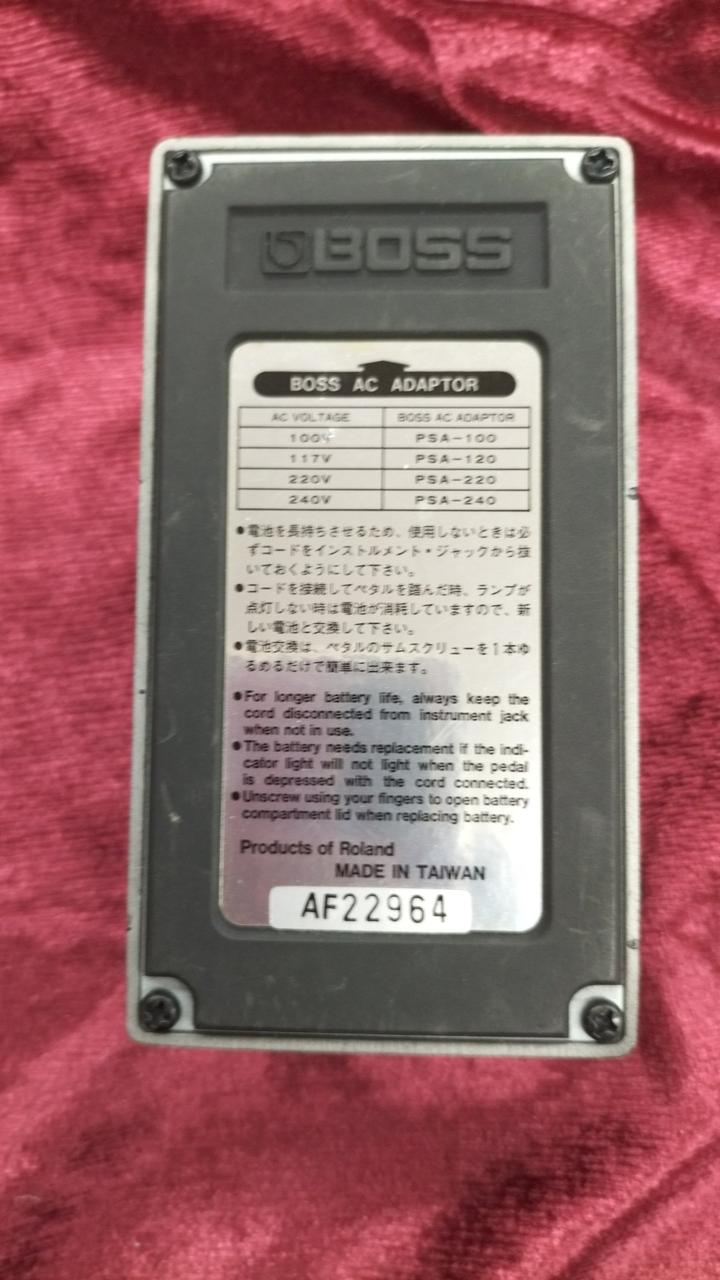 BOSS
BOSS AC ADAPTOR
AC VOLTAGE BOSS AC ADAPTOR
100V PSA-100
117V PSA-120
220V PSA-220
240V PSA-240
●電池を長持ちさせるため、使用しないときは必
ずコードをインストルメント・ジャックから抜
いておくようにして下さい。
●コードを接続してペダルを踏んだ時、ランプが
点灯しない時は電池が消耗していますので、新
しい電池と交換して下さい。
●電池交換は、ペダルのサムスクリューを1本ゆ
るめるだけで簡単に出来ます。
●For longer battery life, always keep the
cord disconnected from instrument jack
when not in use.
●The battery needs replacement if the indi-
cator light will not light when the pedal
is depressed with the cord connected.
●Unscrew using your fingers to open battery
compartment lid when replacing battery.
Products of Roland
MADE IN TAIWAN
AF22964